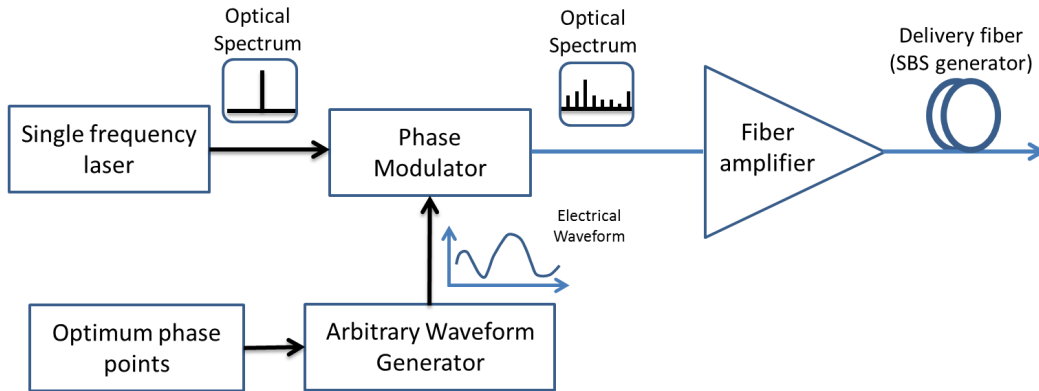 Optical
Spectrum
Optical
Spectrum
Delivery fiber
(SBS generator)
Single frequency
laser
Phase
Modulator
Fiber
amplifier
Electrical
Waveform
Optimum phase
points
Arbitrary Waveform
Generator